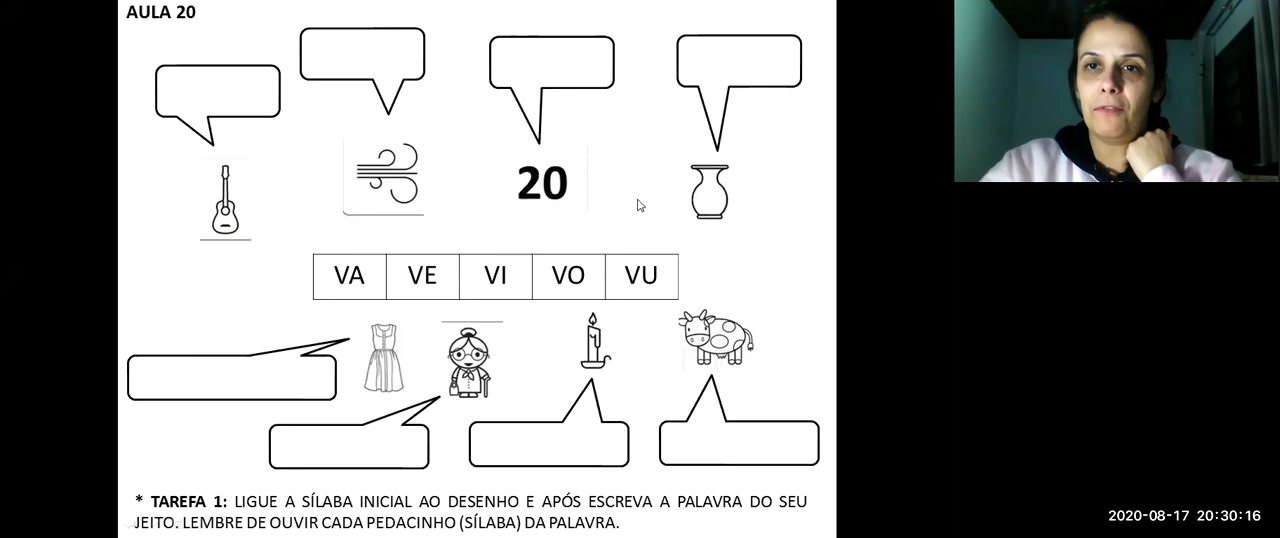 AULA 20
20
VA VE VI VO VU
* TAREFA 1: LIGUE A SÍLABA INICIAL AO DESENHO E APÓS ESCREVA A PALAVRA DO SEU
JEITO. LEMBRE DE OUVIR CADA PEDACINHO (SÍLABA) DA PALAVRA.
2020-08-17 20:30:16